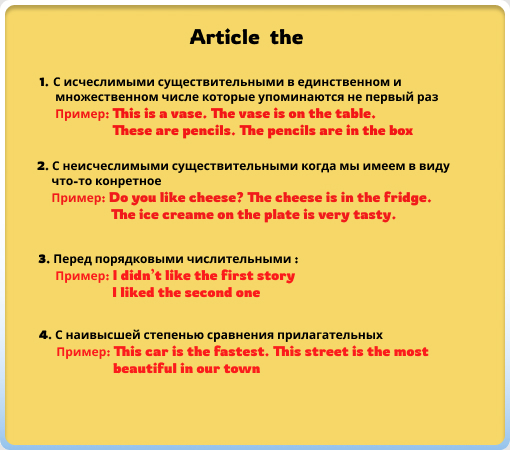 Article the
1. С исчеслимыми существительными в единственном и
множественном числе которые упоминаются не первый раз
Пример: This is a vase. The vase is on the table.
These are pencils. The pencils are in the box
2. С неисчеслимыми существительными когда мы имеем в виду
что-то конкретное
Пример: Do you like cheese? The cheese is in the fridge.
The ice creame on the plate is very tasty.
3. Перед порядковыми числительными :
Пример: I didn't like the first story
I liked the second one
4. С наивысшей степенью сравнения прилагательных
Пример: This car is the fastest. This street is the most
beautiful in our town